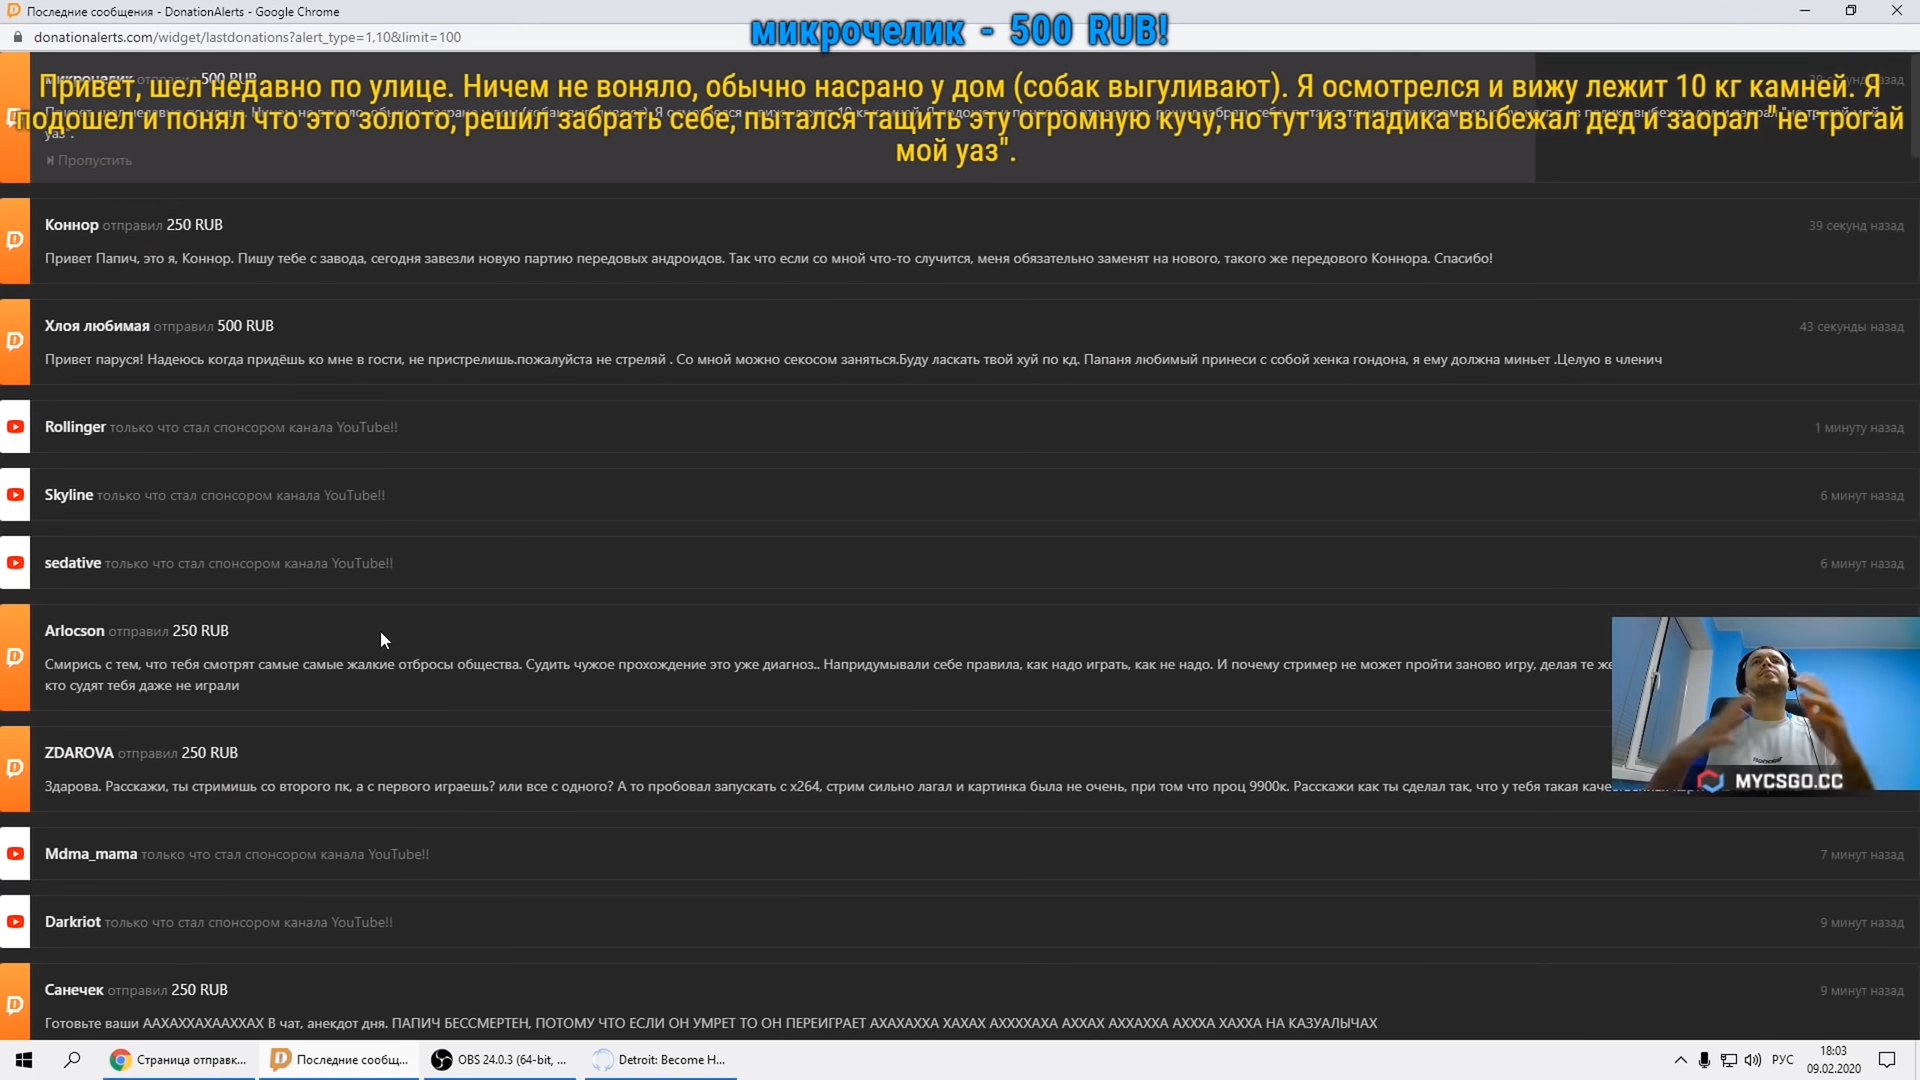 Последние сообщения - DonationAlerts - Google Chrome
микрочелик - 500 RUB!
donationalerts.com/widget/lastdonations?alert_type=1,10&limit=100
Привет, шел недавно по улице. Ничем не воняло, обычно насрано у дом (собак выгуливают). Я осмотрелся и вижу лежит 10 кг камней. Я
подошел и понял что это золото, решил забрать себе, пытался тащить эту огромную кучу, но тут из падика выбежал дед и заорал "не трогай
мой уаз".
микрочелик отправил 500 RUB
уаз".
Пропустить
Коннор отправил 250 RUB
39 секунд назад
Привет Папич, это я, Коннор. Пишу тебе с завода, сегодня завезли новую партию передовых андроидов. Так что если со мной что-то случится, меня обязательно заменят на нового, такого же передового Коннора. Спасибо!
Хлоя любимая отправил 500 RUB
43 секунды назад
Привет паруся! Надеюсь когда придёшь ко мне в гости, не пристрелишь.пожалуйста не стреляй . Со мной можно секосом заняться.Буду ласкать твой хуй по кд. Папаня любимый принеси с собой хенка гондона, я ему должна миньет .Целую в членич
Rollinger только что стал спонсором канала YouTube!!
1 минуту назад
Skyline только что стал спонсором канала YouTube!!
6 минут назад
sedative только что стал спонсором канала YouTube!!
6 минут назад
Arlocson отправил 250 RUB
Смирись с тем, что тебя смотрят самые самые жалкие отбросы общества. Судить чужое прохождение это уже диагноз.. Напридумывали себе правила, как надо играть, как не надо. И почему стример не может пройти заново игру, делая те же
кто судят тебя даже не играли
ZDAROVA отправил 250 RUB
Здарова. Расскажи, ты стримишь со второго пк, а с первого играешь? или все с одного? А то пробовал запускать с x264, стрим сильно лагал и картинка была не очень, при том что проц 9900к. Расскажи как ты сделал так, что у тебя такая
MYCSGO.CC
Mdma_mama только что стал спонсором канала YouTube!!
7 минут назад
Darkriot только что стал спонсором канала YouTube!!
9 минут назад
Санечек отправил 250 RUB
9 минут назад
Готовьте ваши ААХАХХАХААХХАХ В чат, анекдот дня. ПАПИЧ БЕССМЕРТЕН, ПОТОМУ ЧТО ЕСЛИ ОН УМРЕТ ТО ОН ПЕРЕИГРАЕТ АХАХАХХА ХАХАХ АХХХХАХА АХХАХ АХХАХХА АХХХА ХАХХА НА КАЗУАЛЫЧАХ
Страница отправк...
Последние сообщ...
OBS 24.0.3 (64-bit, ...
Detroit: Become H...
РУС
18:03
09.02.2020